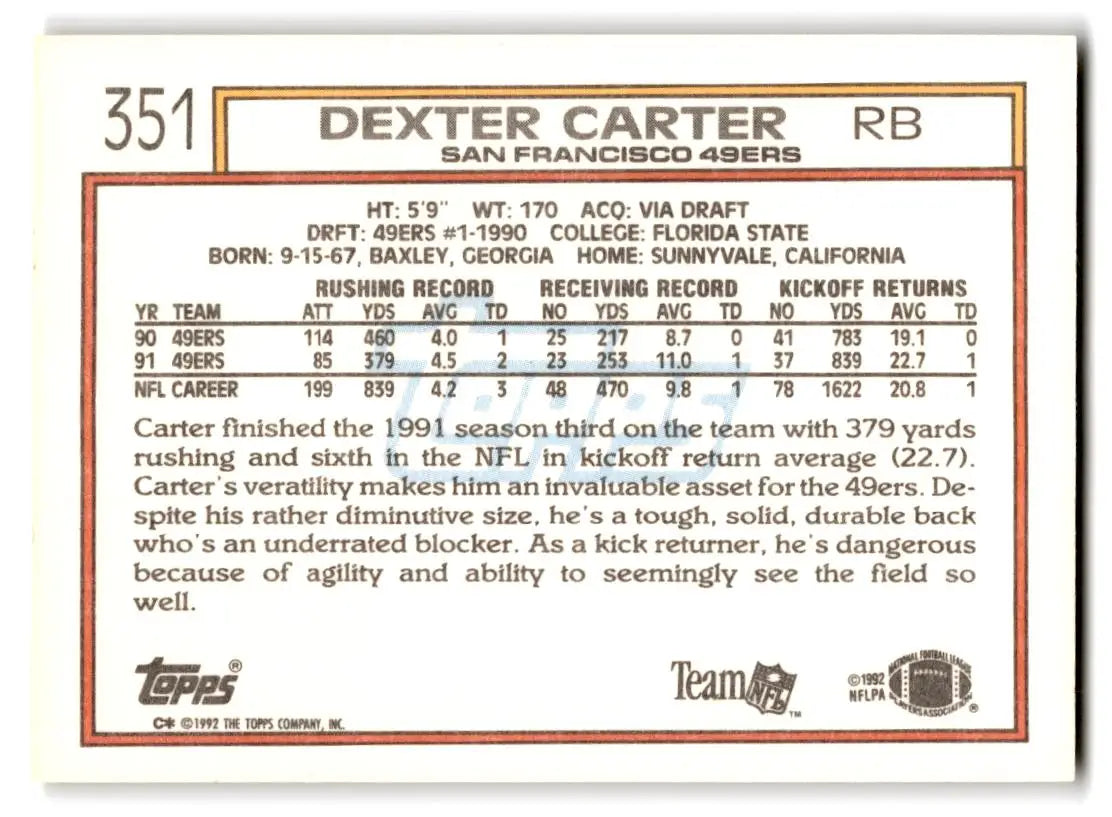 351
DEXTER CARTER RB
SAN FRANCISCO 49ERS
HT: 5'9" WT: 170 ACQ: VIA DRAFT
DRFT: 49ERS #1-1990 COLLEGE: FLORIDA STATE
BORN: 9-15-67, BAXLEY, GEORGIA HOME: SUNNYVALE, CALIFORNIA
RUSHING RECORD RECEIVING RECORD KICKOFF RETURNS
YR TEAM ATT YDS AVG TD NO YDS AVG TD NO YDS AVG TD
90 49ERS 114 460 4.0 1 25 217 8.7 0 41 783 19.1 0
91 49ERS 85 379 4.5 2 23 253 11.0 1 37 839 22.7 1
NFL CAREER 199 839 4.2 3 48 470 9.8 1 78 1622 20.8 1
Topps
Carter finished the 1991 season third on the team with 379 yards
rushing and sixth in the NFL in kickoff return average (22.7).
Carter's veratility makes him an invaluable asset for the 49ers. De-
spite his rather diminutive size, he's a tough, solid, durable back
who's an underrated blocker. As a kick returner, he's dangerous
because of agility and ability to seemingly see the field so
well.
Topps®
C* ©1992 THE TOPPS COMPANY, INC.
Team NFL™
©1992
NFLPA
NATIONAL FOOTBALL LEAGUE
PLAYERS ASSOCIATION
®